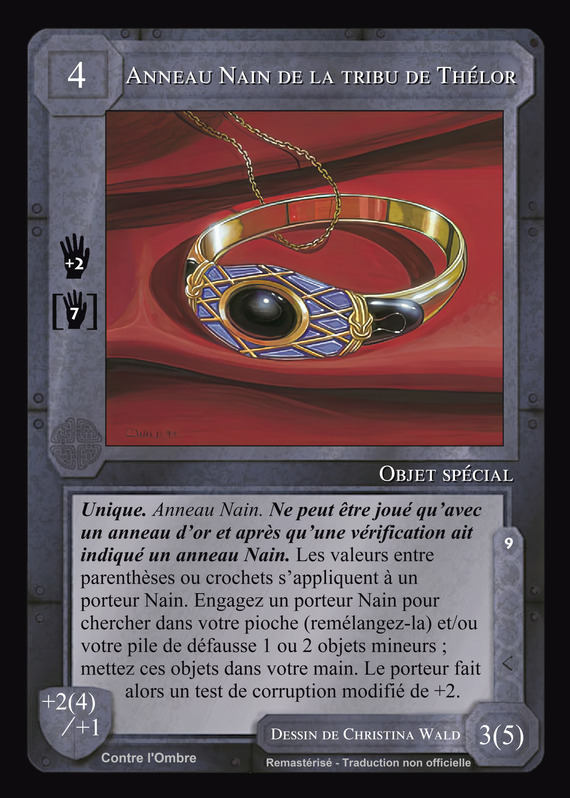 4
Anneau Nain de la tribu de Thélor
+2
[7]
Objet spécial
Unique. Anneau Nain. Ne peut être joué qu'avec
un anneau d'or et après qu'une vérification ait
indiqué un anneau Nain. Les valeurs entre
parenthèses ou crochets s'appliquent à un
porteur Nain. Engagez un porteur Nain pour
chercher dans votre pioche (remélangez-la) et/ou
votre pile de défausse 1 ou 2 objets mineurs ;
mettez ces objets dans votre main. Le porteur fait
alors un test de corruption modifié de +2.
9
+2(4)
/+1
Dessin de Christina Wald
3(5)
Contre l'Ombre
Remastérisé - Traduction non officielle